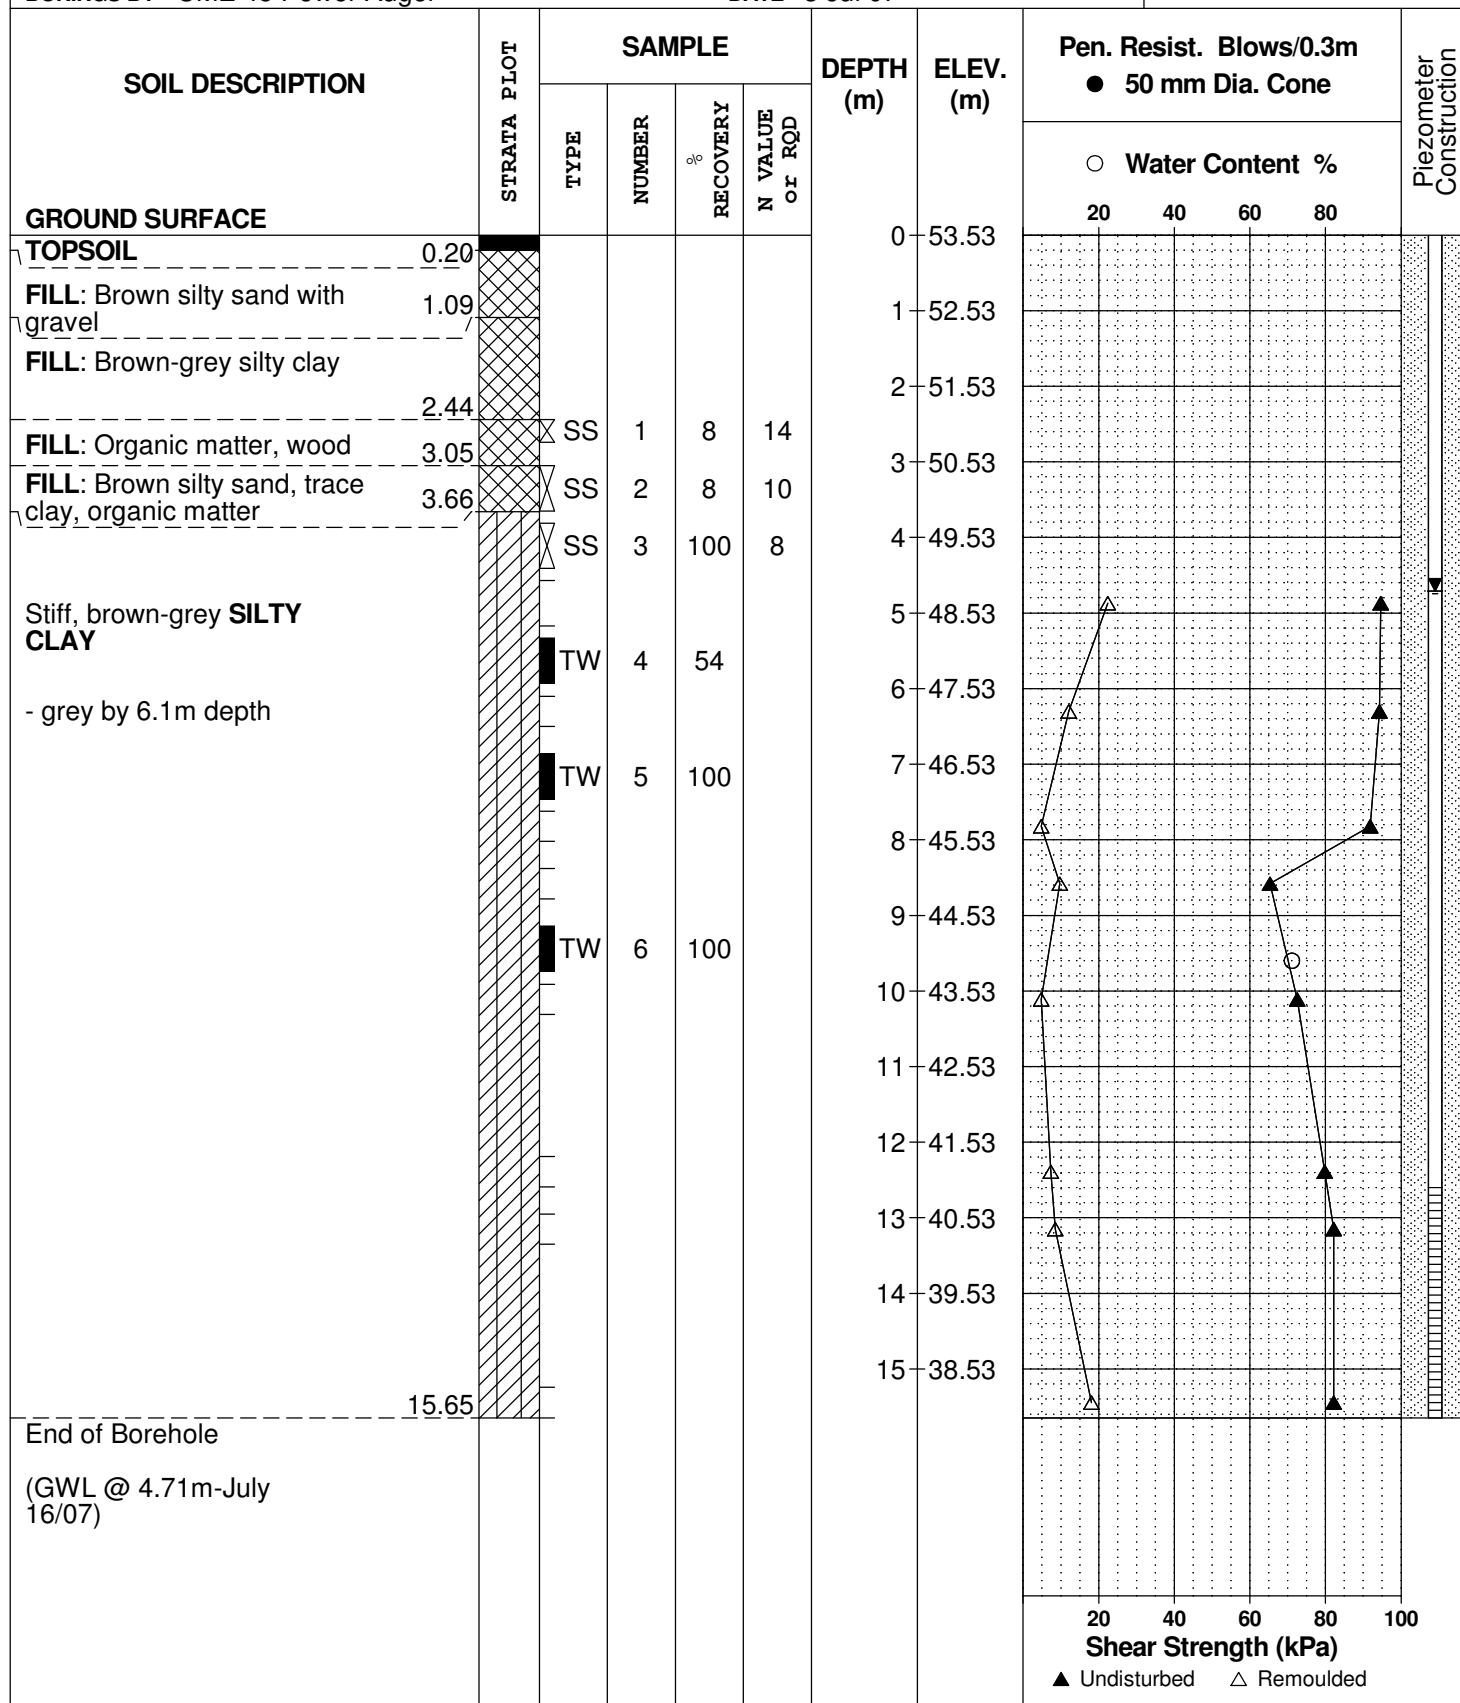 SOIL DESCRIPTION
GROUND SURFACE
STRATA PLOT
SAMPLE
TYPE
NUMBER
%
RECOVERY
N VALUE
or RQD
DEPTH
(m)
ELEV.
(m)
Pen. Resist. Blows/0.3m
● 50 mm Dia. Cone
○ Water Content %
20 40 60 80
Piezometer
Construction
TOPSOIL 0.20
FILL: Brown silty sand with
gravel 1.09
FILL: Brown-grey silty clay
2.44
FILL: Organic matter, wood 3.05
FILL: Brown silty sand, trace
clay, organic matter 3.66
Stiff, brown-grey SILTY
CLAY
- grey by 6.1m depth
15.65
End of Borehole
(GWL @ 4.71m-July
16/07)
SS 1 8 14
SS 2 8 10
SS 3 100 8
TW 4 54
TW 5 100
TW 6 100
0 53.53
1 52.53
2 51.53
3 50.53
4 49.53
5 48.53
6 47.53
7 46.53
8 45.53
9 44.53
10 43.53
11 42.53
12 41.53
13 40.53
14 39.53
15 38.53
20 40 60 80 100
Shear Strength (kPa)
▲ Undisturbed △ Remoulded